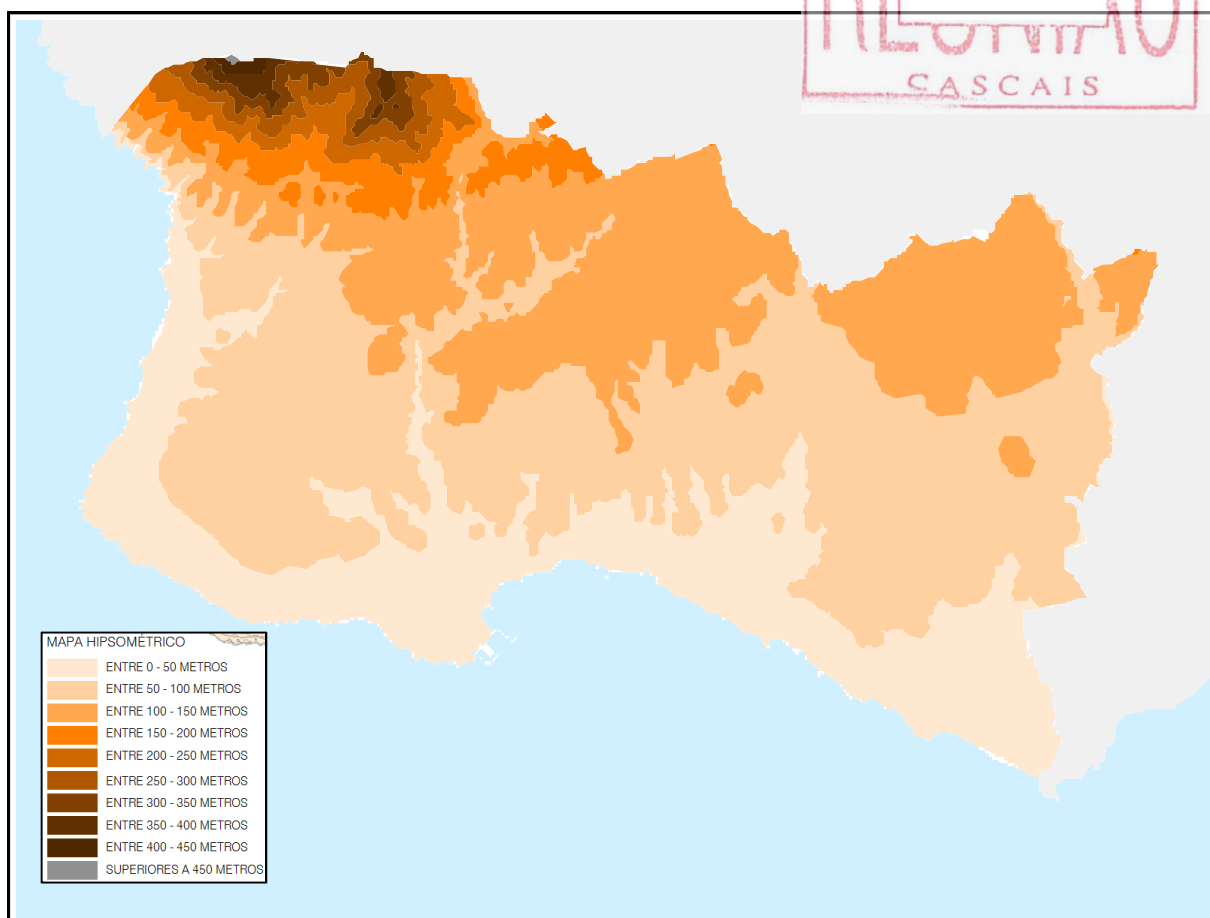 CASCAIS
MAPA HIPSOMÉTRICO
ENTRE 0 - 50 METROS
ENTRE 50 - 100 METROS
ENTRE 100 - 150 METROS
ENTRE 150 - 200 METROS
ENTRE 200 - 250 METROS
ENTRE 250 - 300 METROS
ENTRE 300 - 350 METROS
ENTRE 350 - 400 METROS
ENTRE 400 - 450 METROS
SUPERIORES A 450 METROS